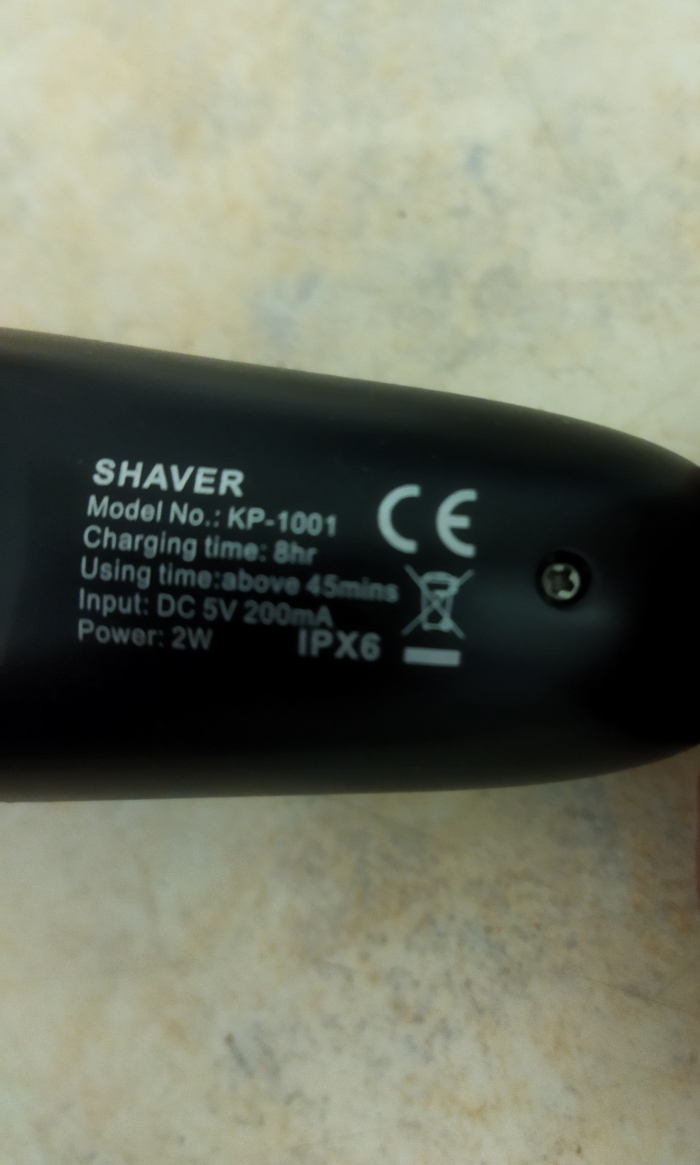 SHAVER
Model No.: KP-1001
Charging time: 8hr
Using time:above 45mins
Input: DC 5V 200mA
Power: 2W
IPX6
CE